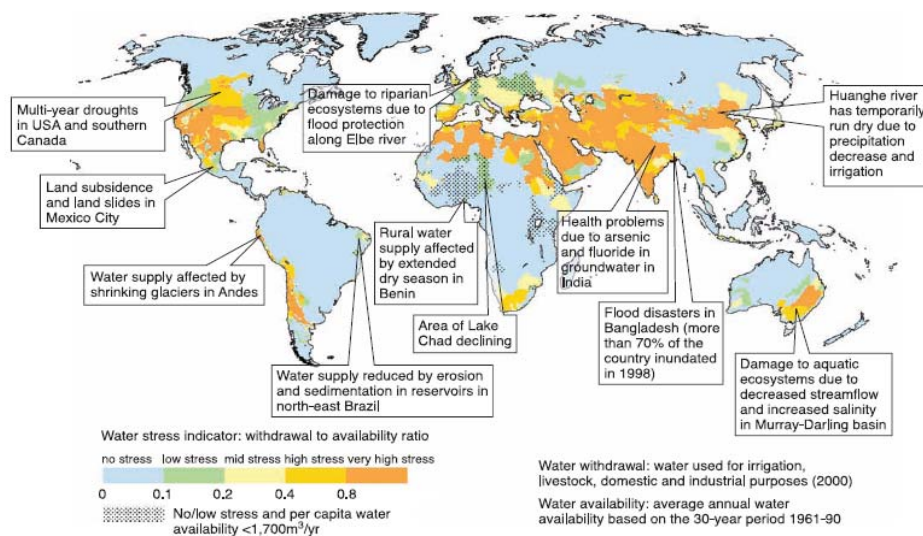 Multi-year droughts
in USA and southern
Canada
Damage to riparian
ecosystems due to
flood protection
along Elbe river
Huanghe river
has temporarily
run dry due to
precipitation
decrease and
irrigation
Land subsidence
and land slides in
Mexico City
Water supply affected by
shrinking glaciers in Andes
Rural water
supply affected
by extended
dry season in
Benin
Health problems
due to arsenic
and fluoride in
groundwater in
India
Area of Lake
Chad declining
Flood disasters in
Bangladesh (more
than 70% of the
country inundated
in 1998)
Water supply reduced by erosion
and sedimentation in reservoirs in
north-east Brazil
Damage to aquatic
ecosystems due to
decreased streamflow
and increased salinity
in Murray-Darling basin
Water stress indicator: withdrawal to availability ratio
no stress low stress mid stress high stress very high stress
0 0.1 0.2 0.4 0.8
No/low stress and per capita water
availability <1,700m³/yr
Water withdrawal: water used for irrigation,
livestock, domestic and industrial purposes (2000)
Water availability: average annual water
availability based on the 30-year period 1961-90